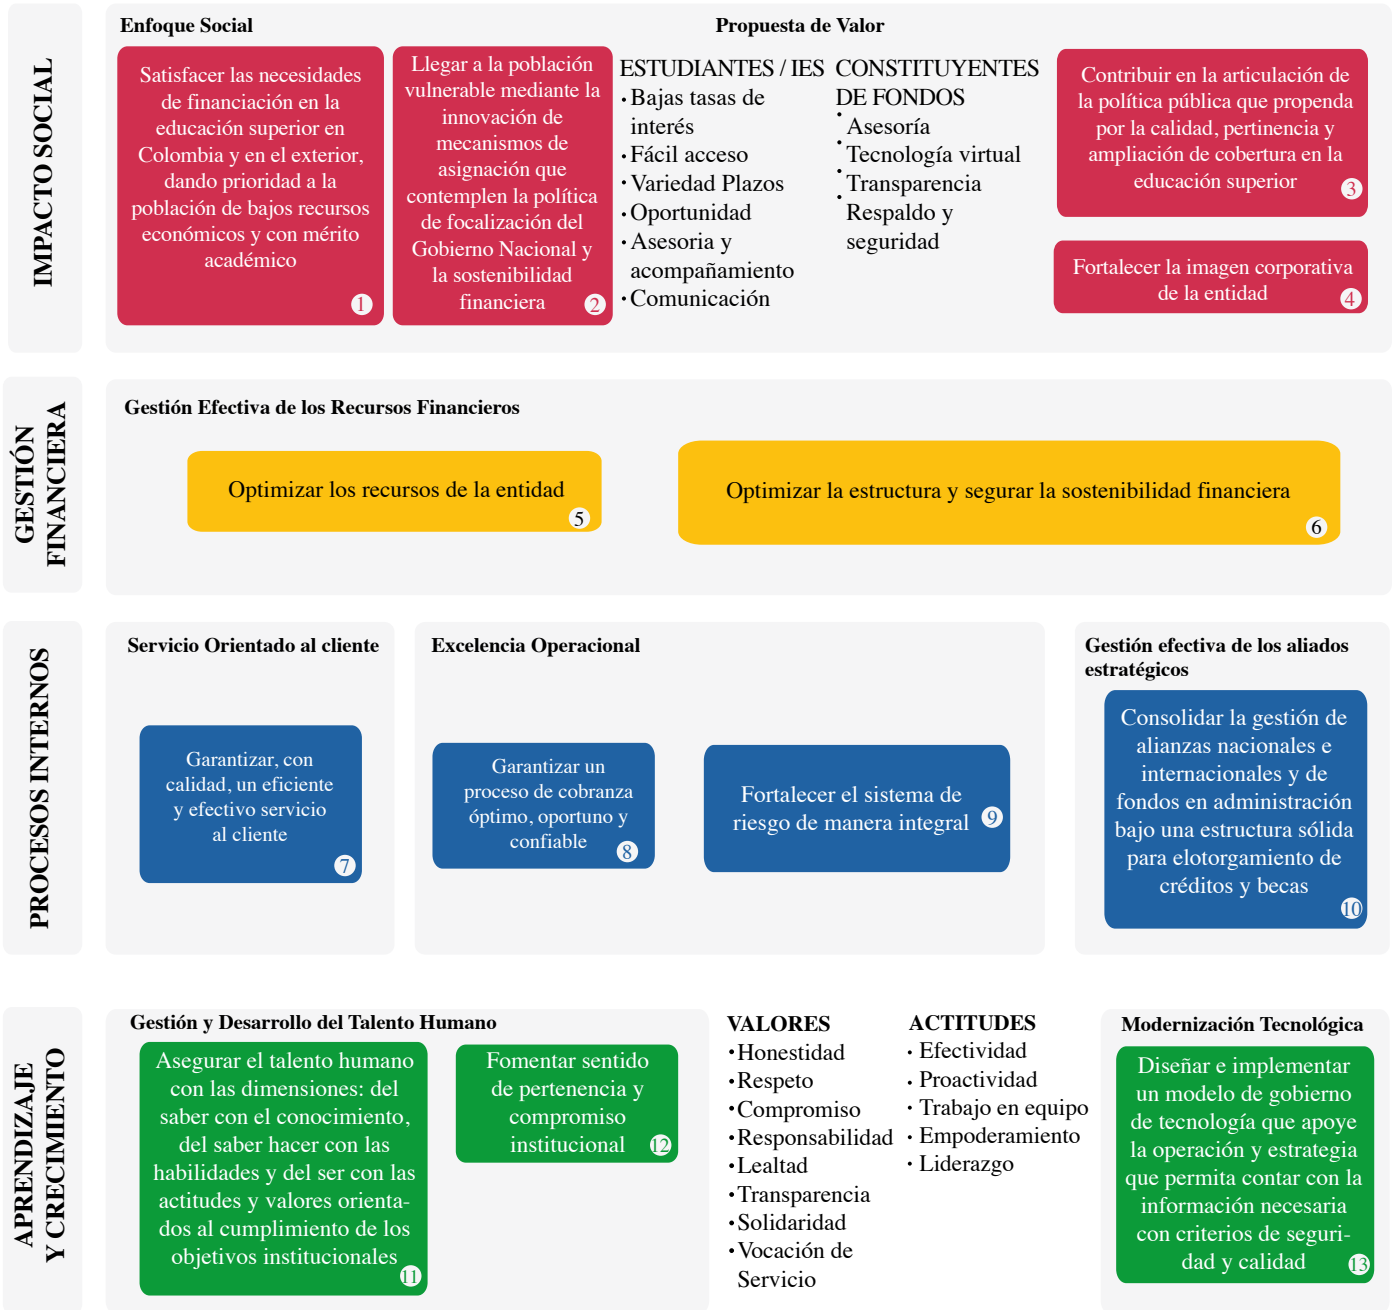 IMPACTO SOCIAL
Enfoque Social
Satisfacer las necesidades
de financiación en la
educación superior en
Colombia y en el exterior,
dando prioridad a la
población de bajos recursos
económicos y con mérito
académico
1
Llegar a la población
vulnerable mediante la
innovación de
mecanismos de
asignación que
contemplen la política
de focalización del
Gobierno Nacional y
la sostenibilidad
financiera
2
Propuesta de Valor
ESTUDIANTES / IES
· Bajas tasas de
interés
· Fácil acceso
· Variedad Plazos
· Oportunidad
· Asesoria y
acompañamiento
· Comunicación
CONSTITUYENTES
DE FONDOS
· Asesoría
· Tecnología virtual
· Transparencia
· Respaldo y
seguridad
Contribuir en la articulación de
la política pública que propenda
por la calidad, pertinencia y
ampliación de cobertura en la
educación superior
3
Fortalecer la imagen corporativa
de la entidad
4
GESTIÓN
FINANCIERA
Gestión Efectiva de los Recursos Financieros
Optimizar los recursos de la entidad
5
Optimizar la estructura y segurar la sostenibilidad financiera
6
PROCESOS INTERNOS
Servicio Orientado al cliente
Garantizar, con
calidad, un eficiente
y efectivo servicio
al cliente
7
Excelencia Operacional
Garantizar un
proceso de cobranza
óptimo, oportuno y
confiable
8
Fortalecer el sistema de
riesgo de manera integral
9
Gestión efectiva de los aliados
estratégicos
Consolidar la gestión de
alianzas nacionales e
internacionales y de
fondos en administración
bajo una estructura sólida
para elotorgamiento de
créditos y becas
10
APRENDIZAJE
Y CRECIMIENTO
Gestión y Desarrollo del Talento Humano
Asegurar el talento humano
con las dimensiones: del
saber con el conocimiento,
del saber hacer con las
habilidades y del ser con las
actitudes y valores orienta-
dos al cumplimiento de los
objetivos institucionales
11
Fomentar sentido
de pertenencia y
compromiso
institucional
12
VALORES
· Honestidad
· Respeto
· Compromiso
· Responsabilidad
· Lealtad
· Transparencia
· Solidaridad
· Vocación de
Servicio
ACTITUDES
· Efectividad
· Proactividad
· Trabajo en equipo
· Empoderamiento
· Liderazgo
Modernización Tecnológica
Diseñar e implementar
un modelo de gobierno
de tecnología que apoye
la operación y estrategia
que permita contar con la
información necesaria
con criterios de seguri-
dad y calidad
13